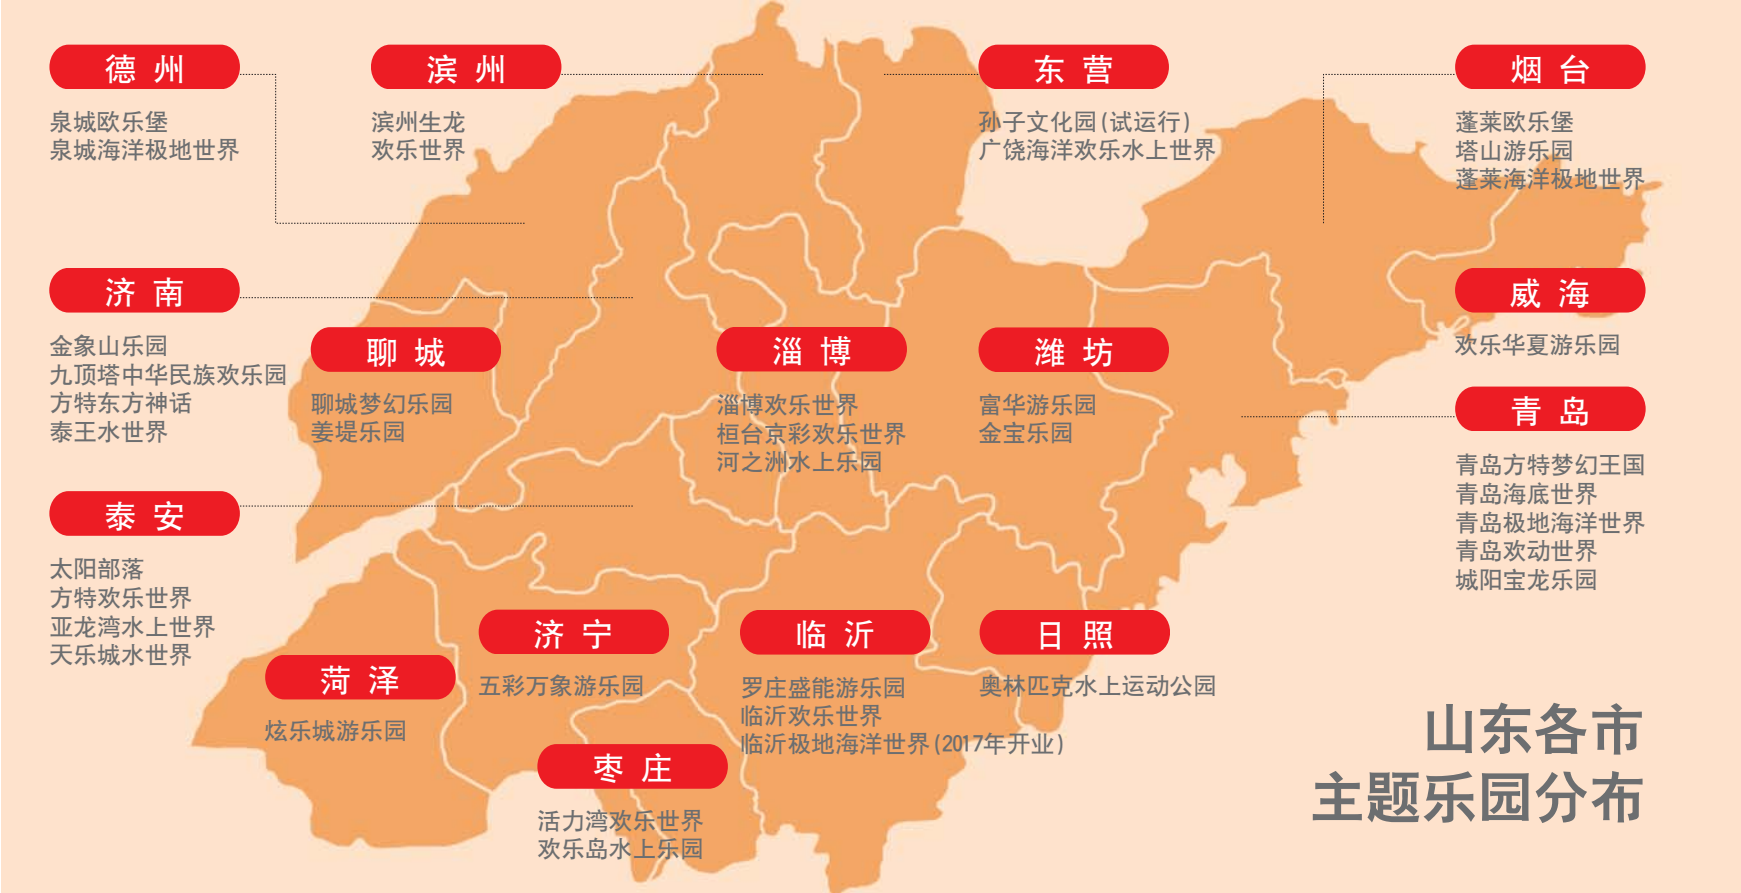 德州
泉城欧乐堡
泉城海洋极地世界
滨州
滨州生龙
欢乐世界
东营
孙子文化园(试运行)
广饶海洋欢乐水上世界
烟台
蓬莱欧乐堡
塔山游乐园
蓬莱海洋极地世界
济南
金象山乐园
九顶塔中华民族欢乐园
方特东方神话
泰王水世界
聊城
聊城梦幻乐园
姜堤乐园
淄博
淄博欢乐世界
桓台京彩欢乐世界
河之洲水上乐园
潍坊
富华游乐园
金宝乐园
威海
欢乐华夏游乐园
青岛
青岛方特梦幻王国
青岛海底世界
青岛极地海洋世界
青岛欢动世界
城阳宝龙乐园
泰安
太阳部落
方特欢乐世界
亚龙湾水上世界
天乐城水世界
菏泽
炫乐城游乐园
济宁
五彩万象游乐园
枣庄
活力湾欢乐世界
欢乐岛水上乐园
临沂
罗庄盛能游乐园
临沂欢乐世界
临沂极地海洋世界(2017年开业)
日照
奥林匹克水上运动公园
山东各市
主题乐园分布